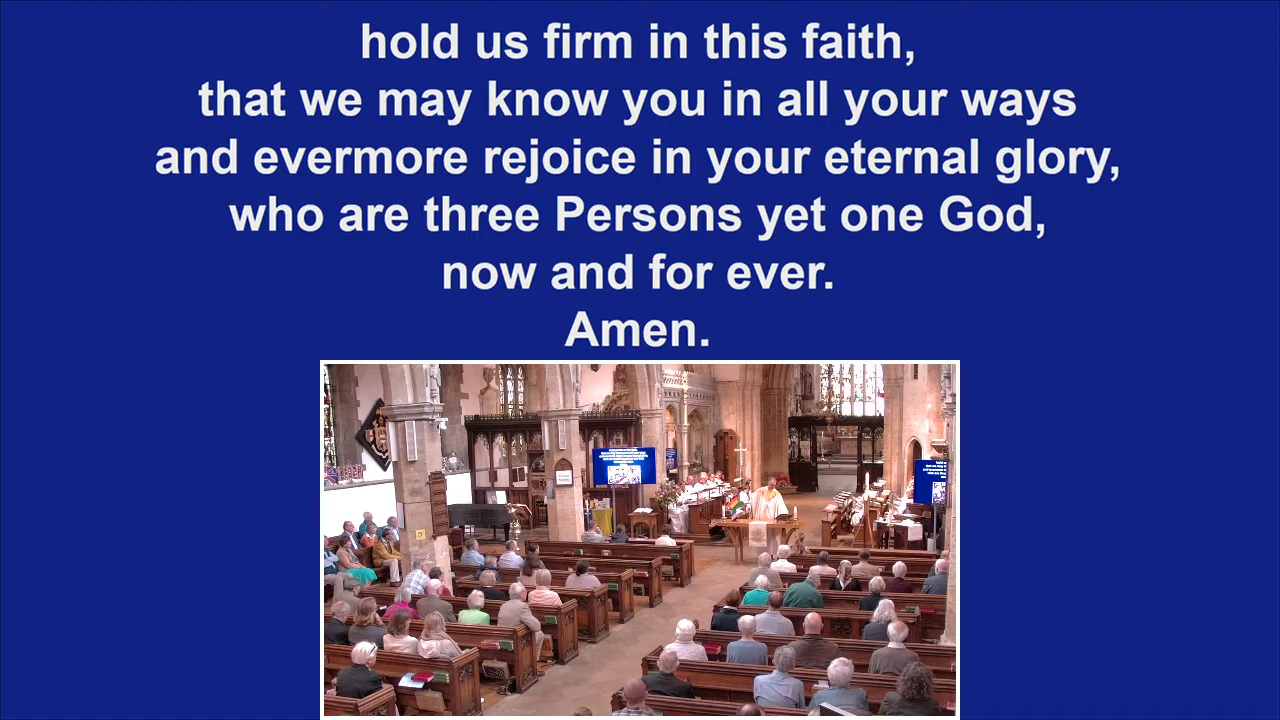 hold us firm in this faith,
that we may know you in all your ways
and evermore rejoice in your eternal glory,
who are three Persons yet one God,
now and for ever.
Amen.